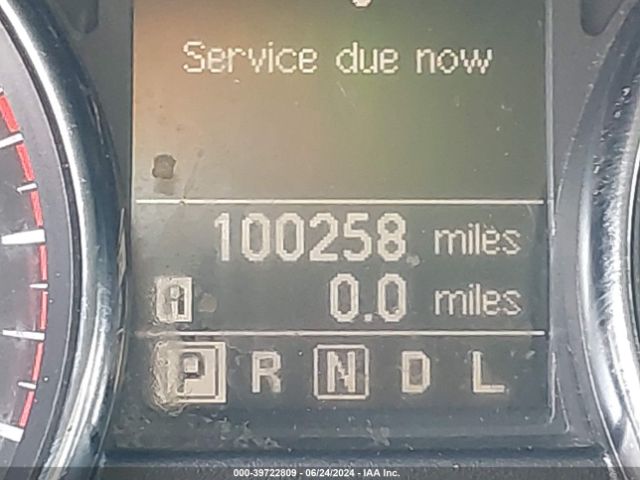 Service due now
100258 miles
0.0 miles
P R N D L
000-39722809 • 06/24/2024 • IAA Inc.